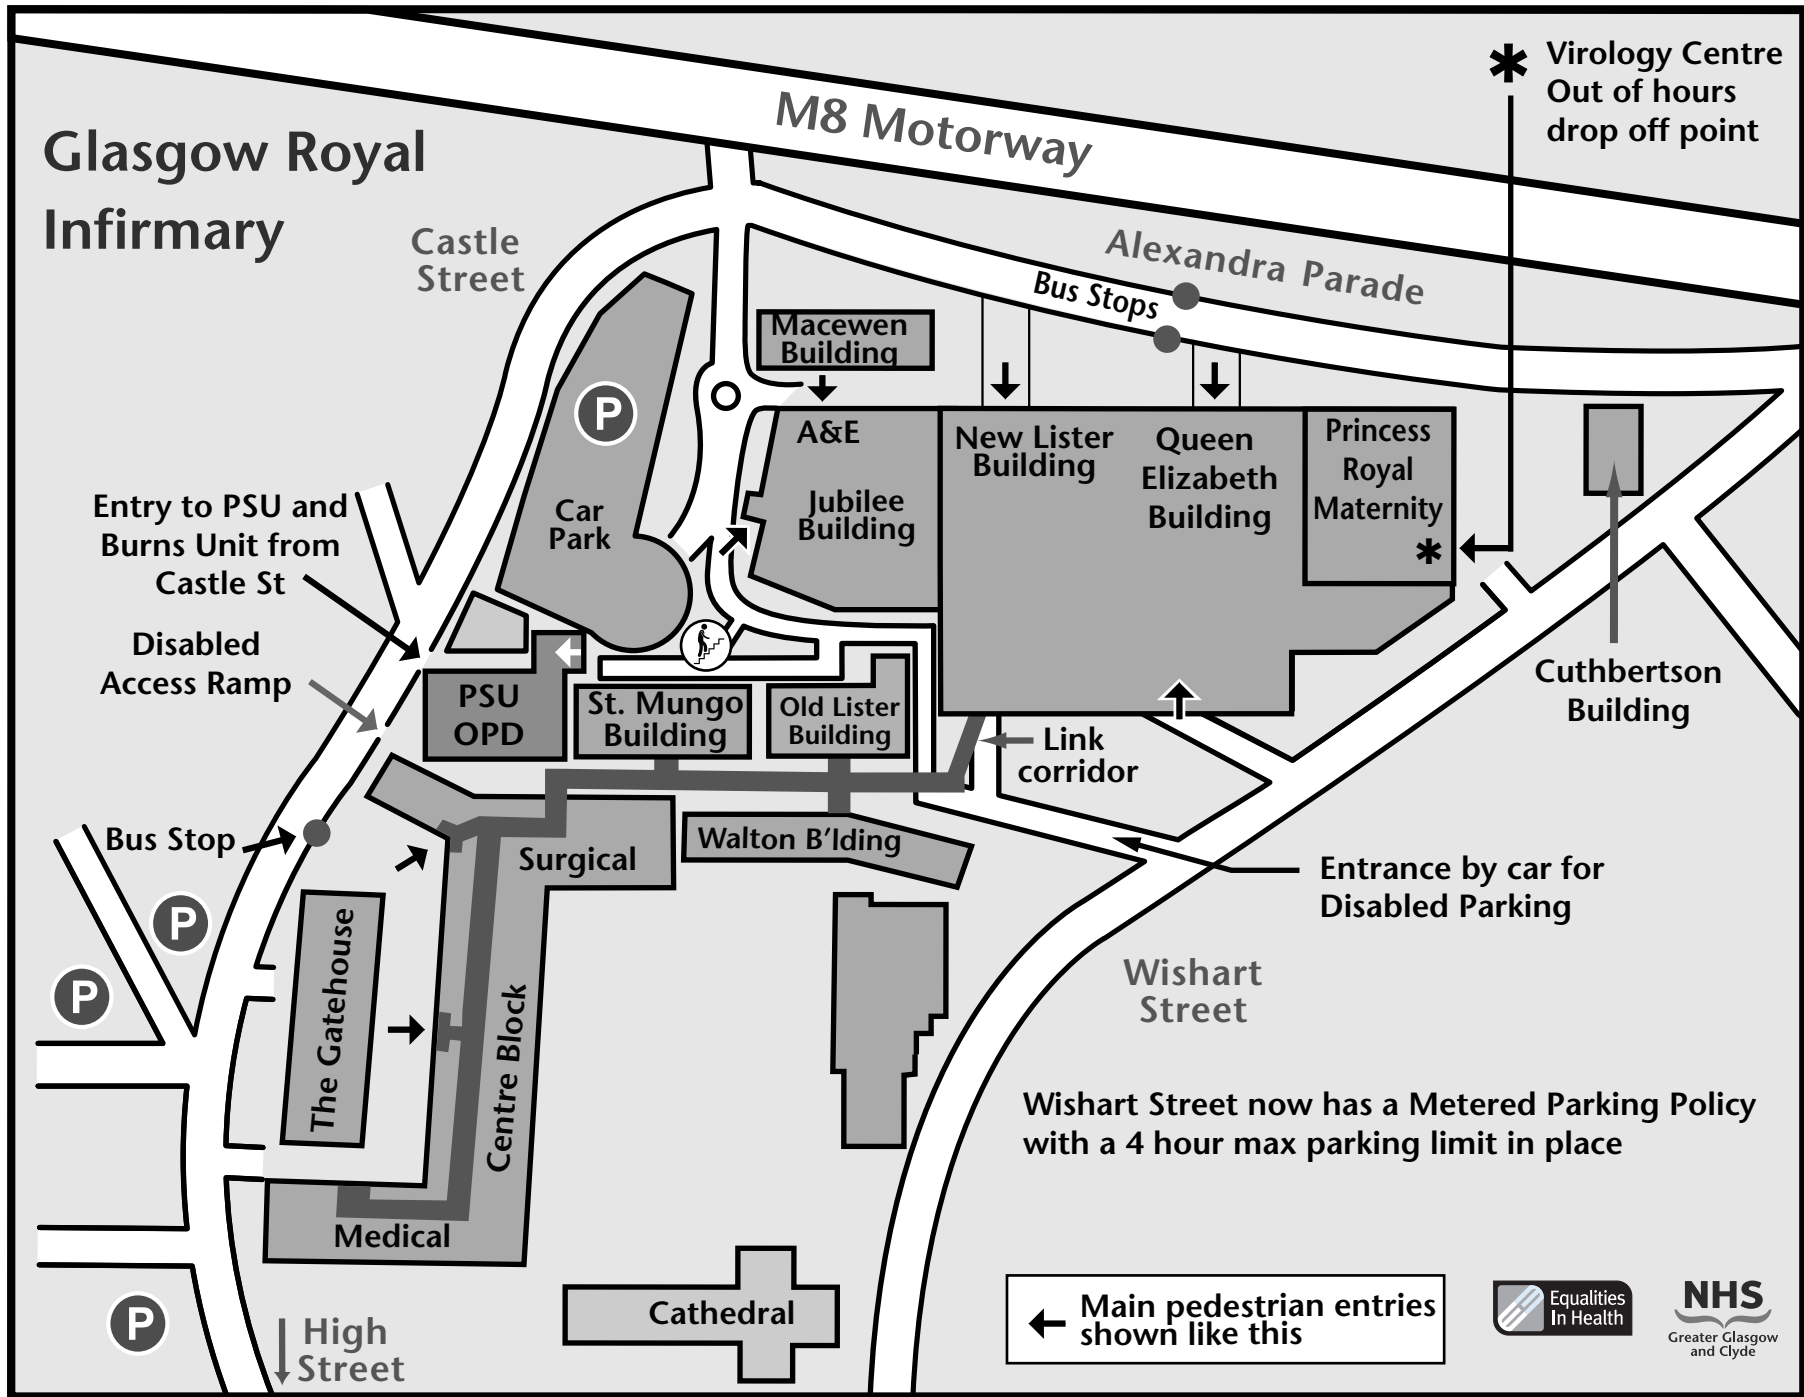 Glasgow Royal
Infirmary
M8 Motorway
✱ Virology Centre
Out of hours
drop off point
Castle
Street
Alexandra Parade
Bus Stops
Macewen
Building
P
A&E
Jubilee
Building
New Lister
Building
Queen
Elizabeth
Building
Princess
Royal
Maternity
✱
Car
Park
Entry to PSU and
Burns Unit from
Castle St
Disabled
Access Ramp
PSU
OPD
St. Mungo
Building
Old Lister
Building
Link
corridor
Cuthbertson
Building
Bus Stop
Surgical
Walton B'lding
Entrance by car for
Disabled Parking
P
P
The Gatehouse
Centre Block
Wishart
Street
Wishart Street now has a Metered Parking Policy
with a 4 hour max parking limit in place
Medical
Cathedral
P
High
Street
Main pedestrian entries
shown like this
Equalities
In Health
NHS
Greater Glasgow
and Clyde